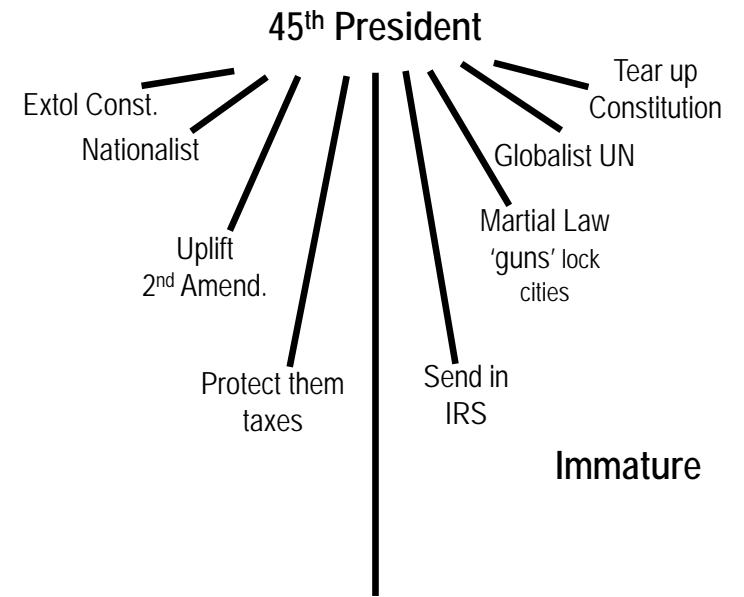 45th President
Extol Const.
Nationalist
Uplift
2nd Amend.
Protect them
taxes
Tear up
Constitution
Globalist UN
Martial Law
'guns' lock
cities
Send in
IRS
Immature